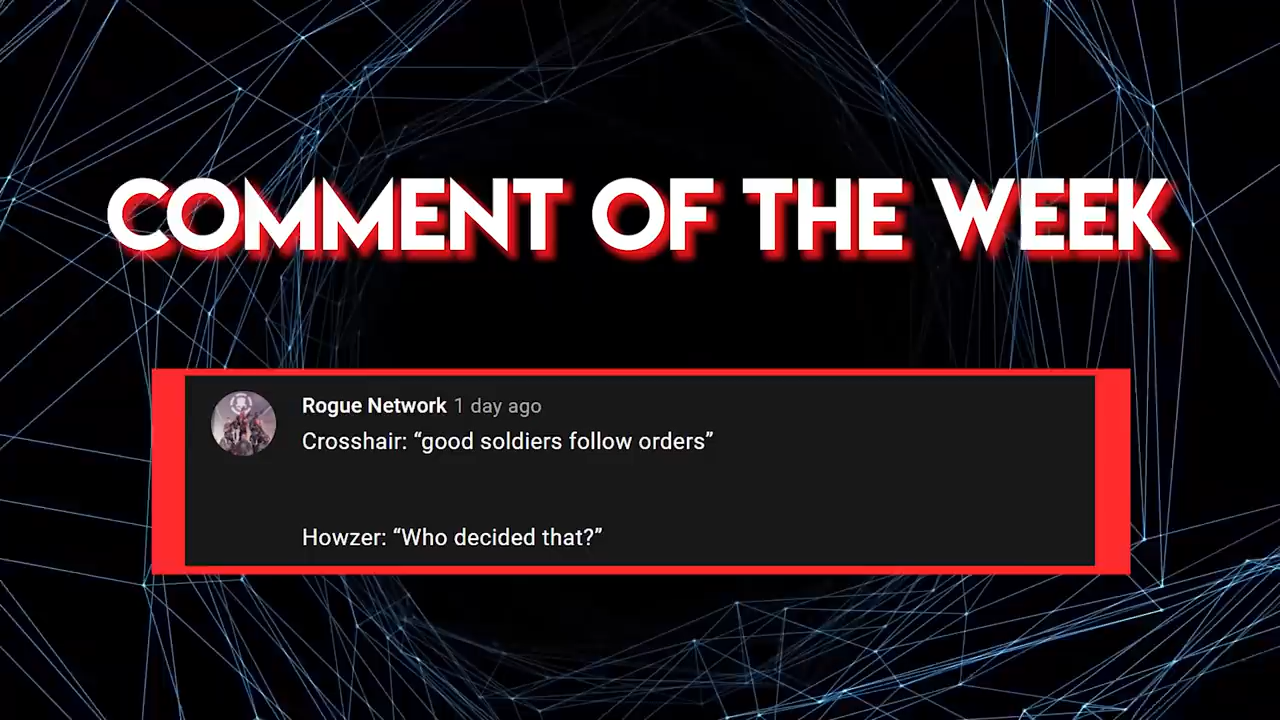 COMMENT OF THE WEEK
Rogue Network 1 day ago
Crosshair: “good soldiers follow orders”
Howzer: “Who decided that?”